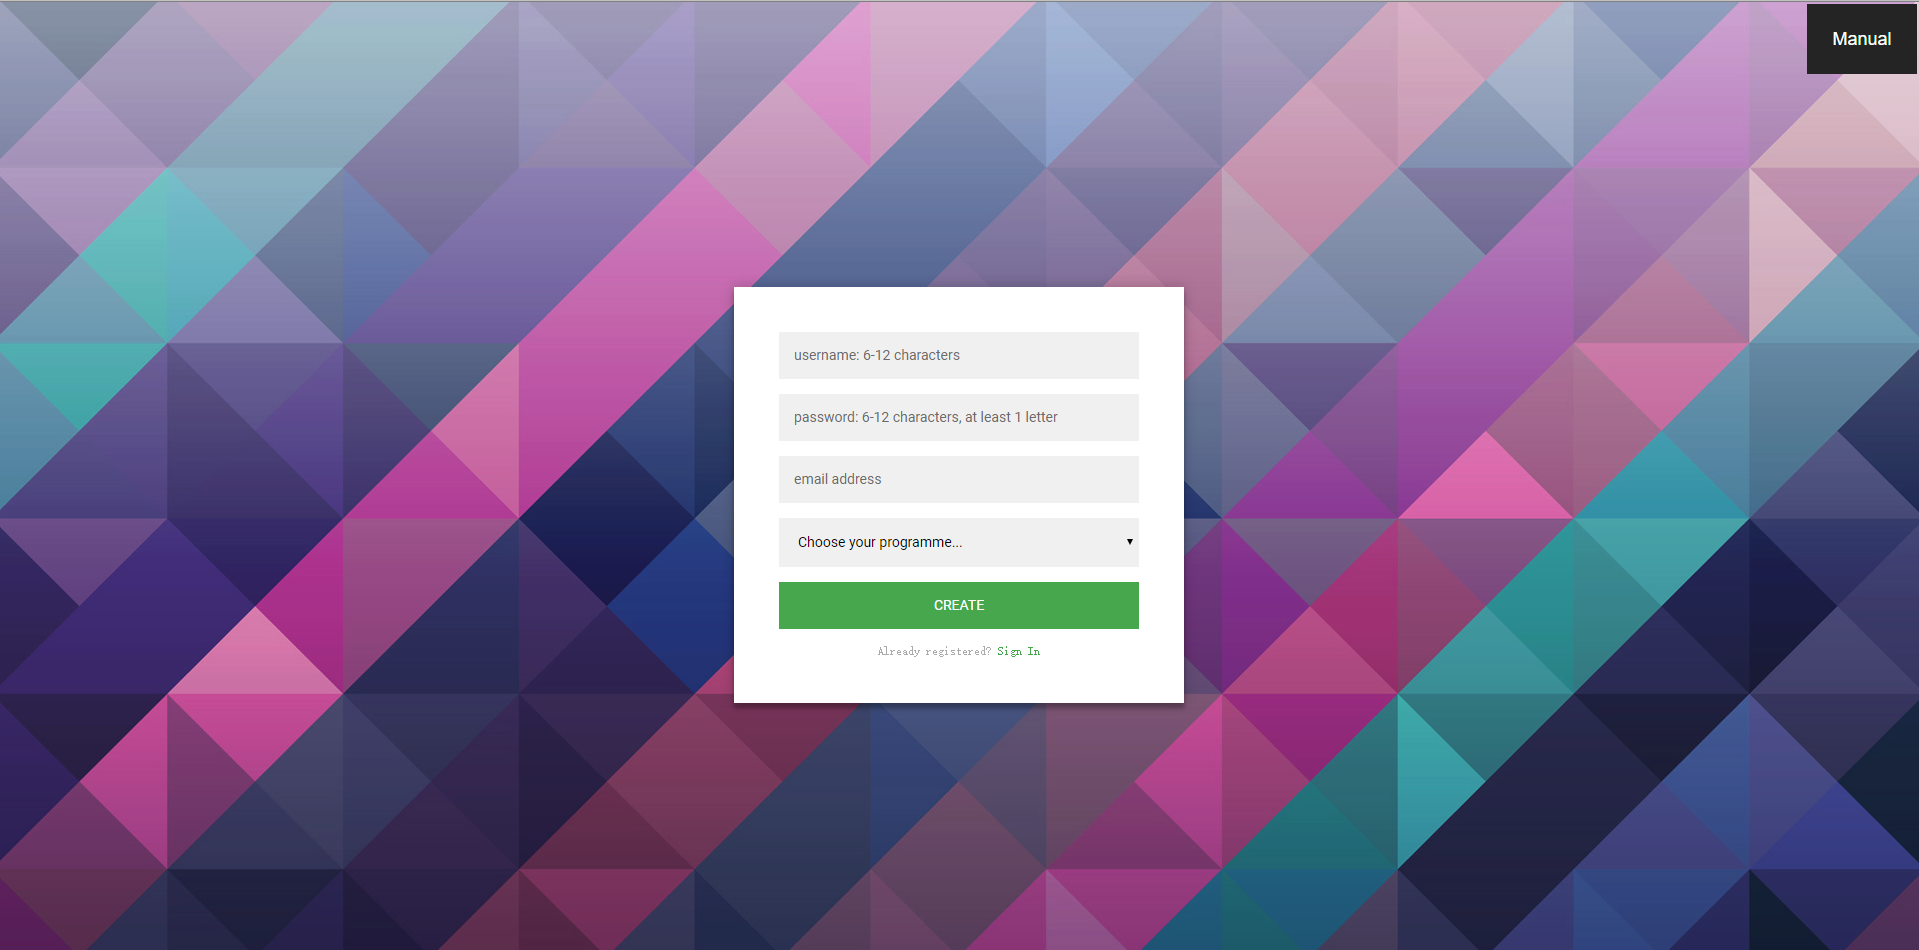 Manual
username: 6-12 characters
password: 6-12 characters, at least 1 letter
email address
Choose your programme...
CREATE
Already registered? Sign In